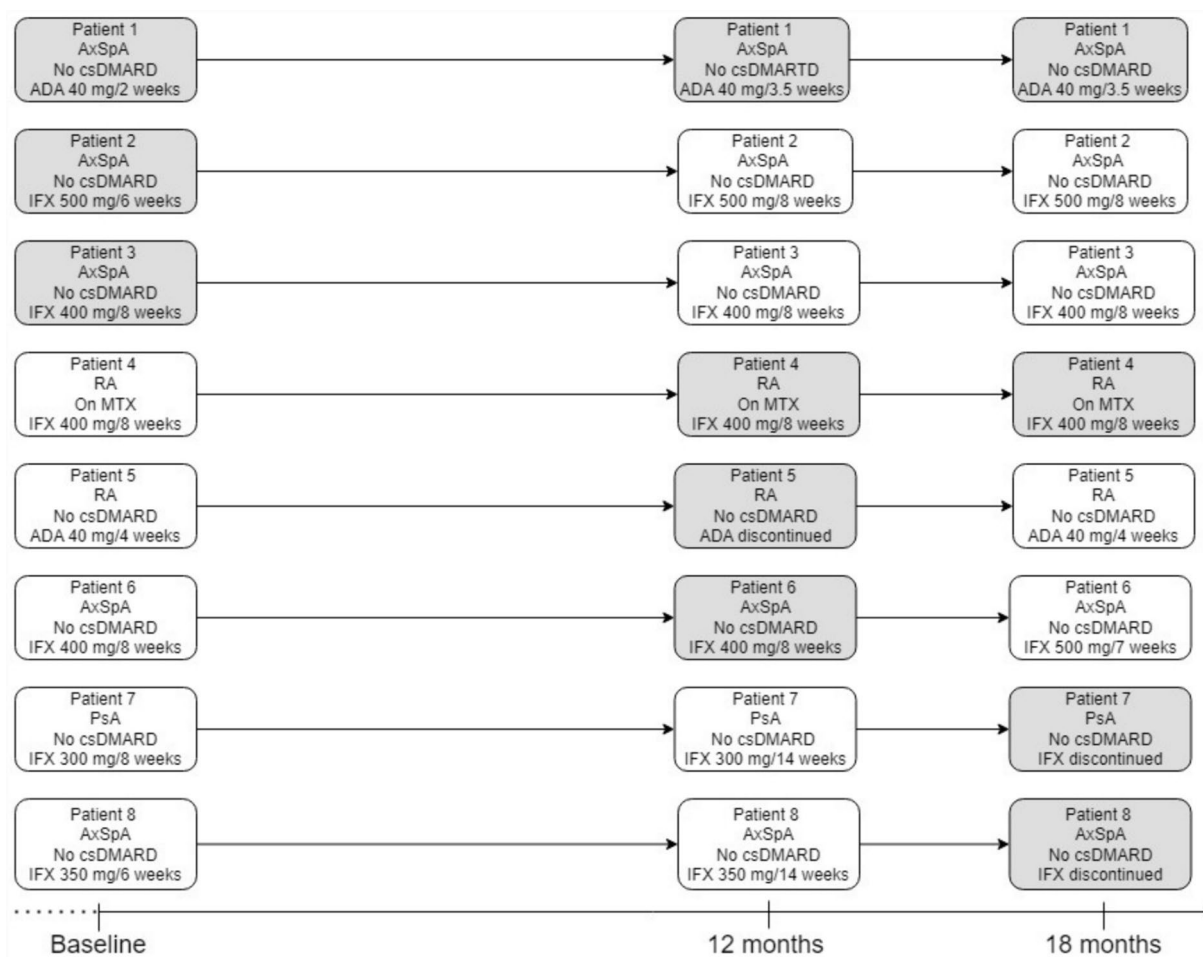 Patient 1
AxSpA
No csDMARD
ADA 40 mg/2 weeks
Patient 1
AxSpA
No csDMARTD
ADA 40 mg/3.5 weeks
Patient 1
AxSpA
No csDMARD
ADA 40 mg/3.5 weeks
Patient 2
AxSpA
No csDMARD
IFX 500 mg/6 weeks
Patient 2
AxSpA
No csDMARD
IFX 500 mg/8 weeks
Patient 2
AxSpA
No csDMARD
IFX 500 mg/8 weeks
Patient 3
AxSpA
No csDMARD
IFX 400 mg/8 weeks
Patient 3
AxSpA
No csDMARD
IFX 400 mg/8 weeks
Patient 3
AxSpA
No csDMARD
IFX 400 mg/8 weeks
Patient 4
RA
On MTX
IFX 400 mg/8 weeks
Patient 4
RA
On MTX
IFX 400 mg/8 weeks
Patient 4
RA
On MTX
IFX 400 mg/8 weeks
Patient 5
RA
No csDMARD
ADA 40 mg/4 weeks
Patient 5
RA
No csDMARD
ADA discontinued
Patient 5
RA
No csDMARD
ADA 40 mg/4 weeks
Patient 6
AxSpA
No csDMARD
IFX 400 mg/8 weeks
Patient 6
AxSpA
No csDMARD
IFX 400 mg/8 weeks
Patient 6
AxSpA
No csDMARD
IFX 500 mg/7 weeks
Patient 7
PsA
No csDMARD
IFX 300 mg/8 weeks
Patient 7
PsA
No csDMARD
IFX 300 mg/14 weeks
Patient 7
PsA
No csDMARD
IFX discontinued
Patient 8
AxSpA
No csDMARD
IFX 350 mg/6 weeks
Patient 8
AxSpA
No csDMARD
IFX 350 mg/14 weeks
Patient 8
AxSpA
No csDMARD
IFX discontinued
Baseline
12 months
18 months